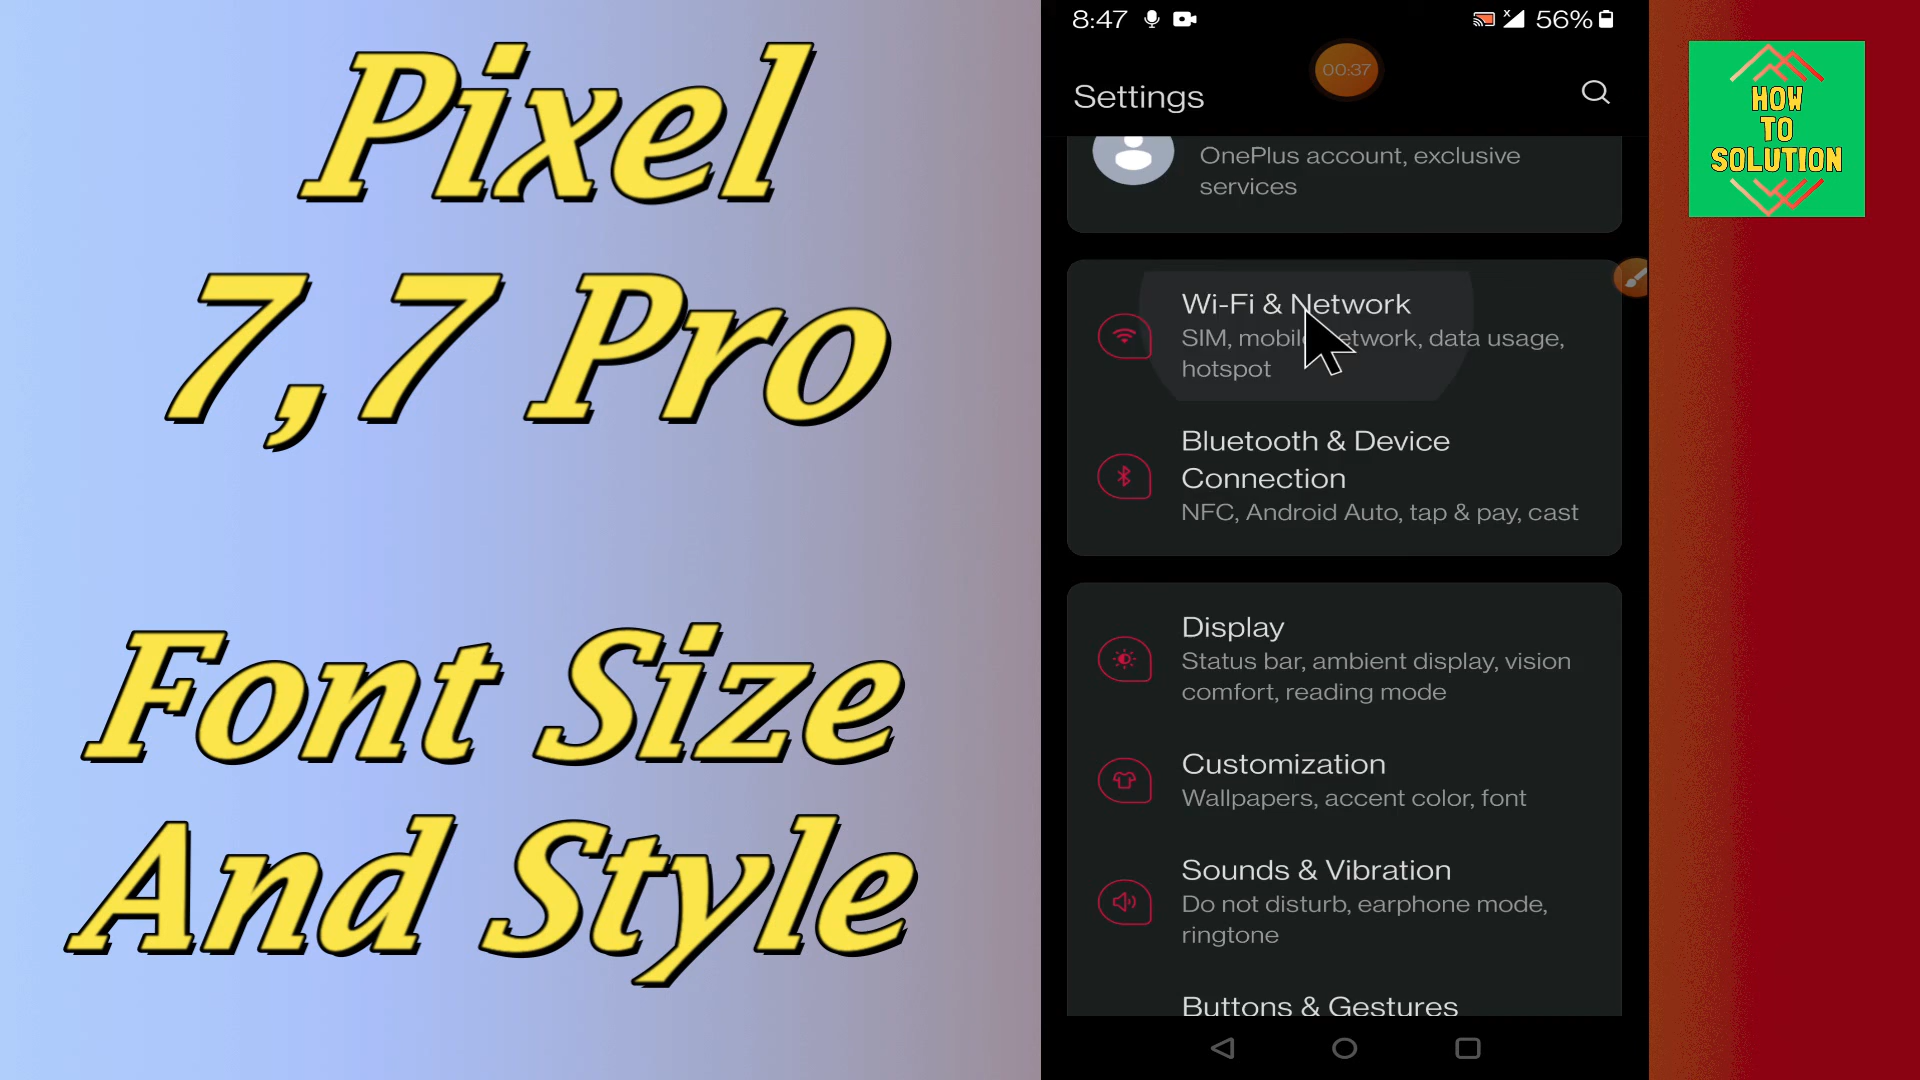 Pixel
7,7 Pro
Font Size
And Style
8:47
56%
00:37
Settings
OnePlus account, exclusive
services
Wi-Fi & Network
SIM, mobile network, data usage,
hotspot
Bluetooth & Device
Connection
NFC, Android Auto, tap & pay, cast
Display
Status bar, ambient display, vision
comfort, reading mode
Customization
Wallpapers, accent color, font
Sounds & Vibration
Do not disturb, earphone mode,
ringtone
Buttons & Gestures
HOW
TO
SOLUTION